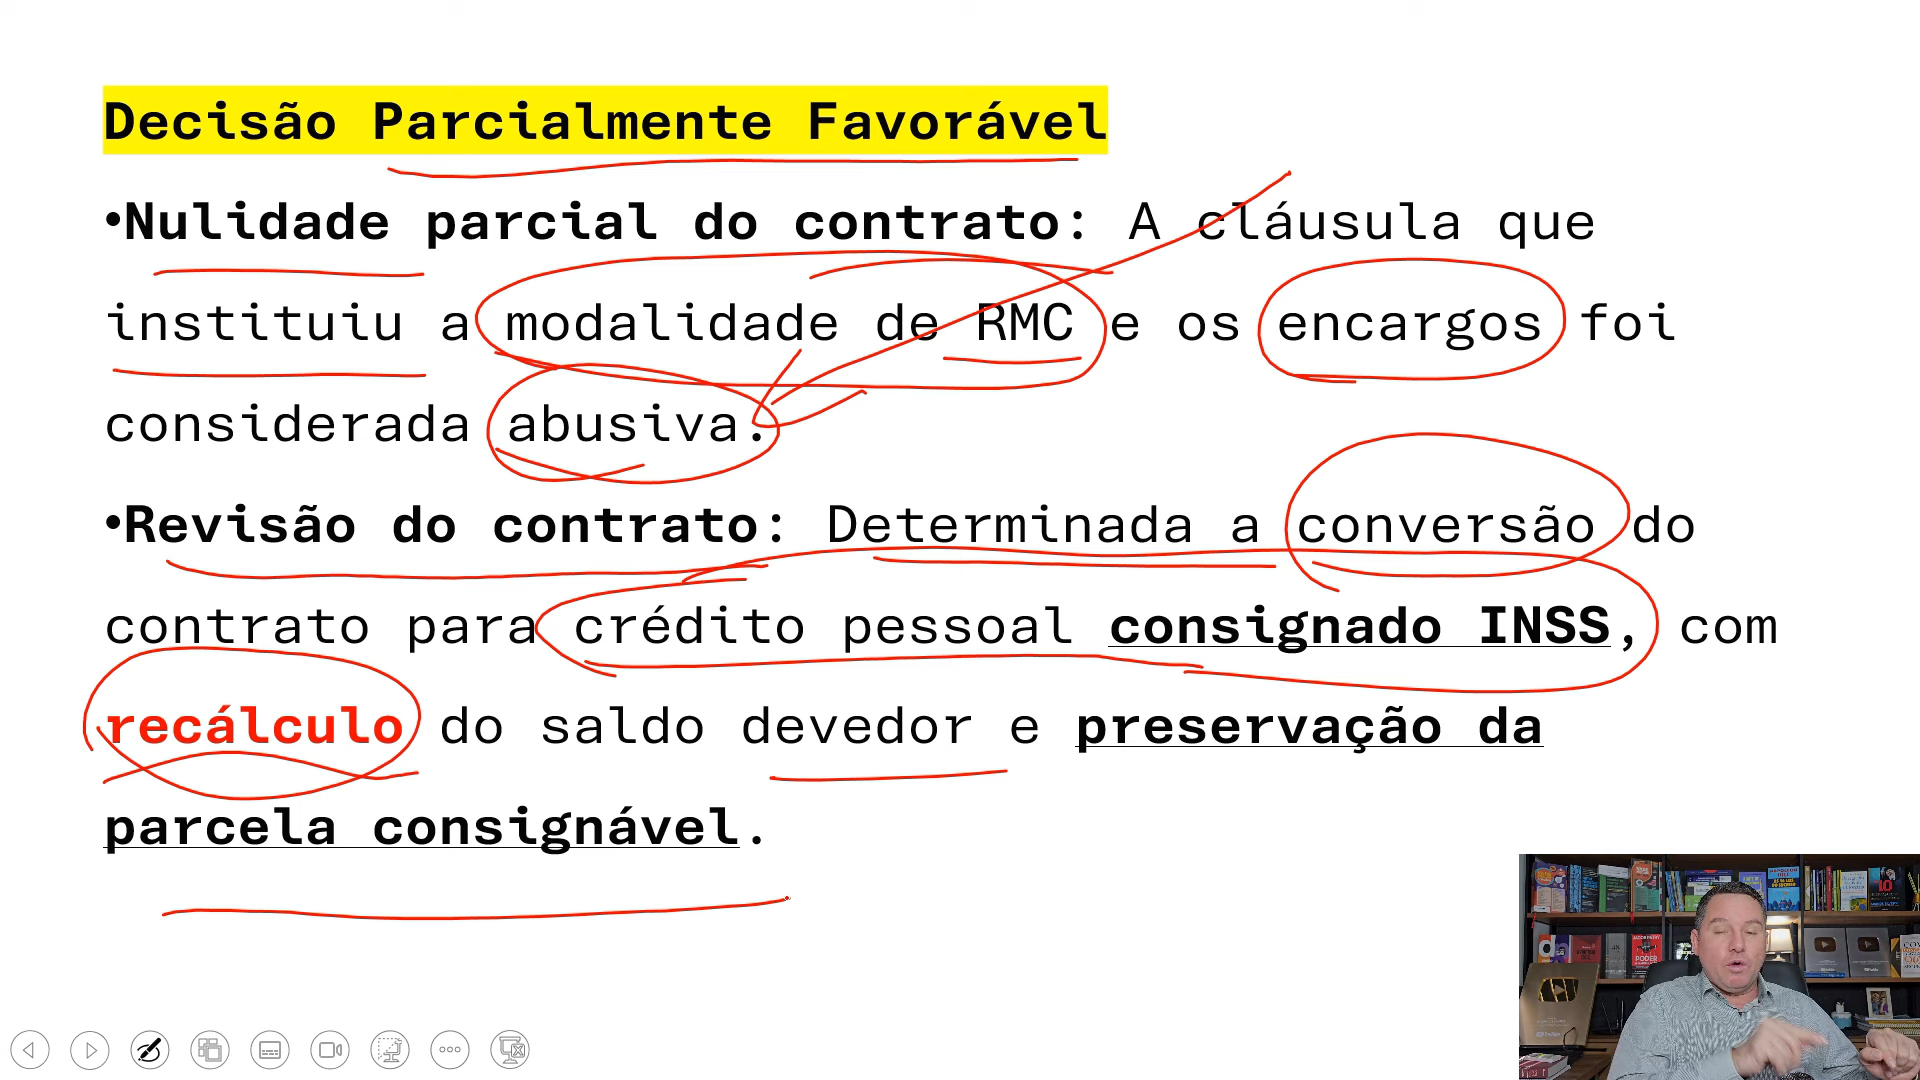 Decisão Parcialmente Favorável
•Nulidade parcial do contrato: A cláusula que
instituiu a modalidade de RMC e os encargos foi
considerada abusiva.
•Revisão do contrato: Determinada a conversão do
contrato para crédito pessoal consignado INSS, com
recálculo do saldo devedor e preservação da
parcela consignável.